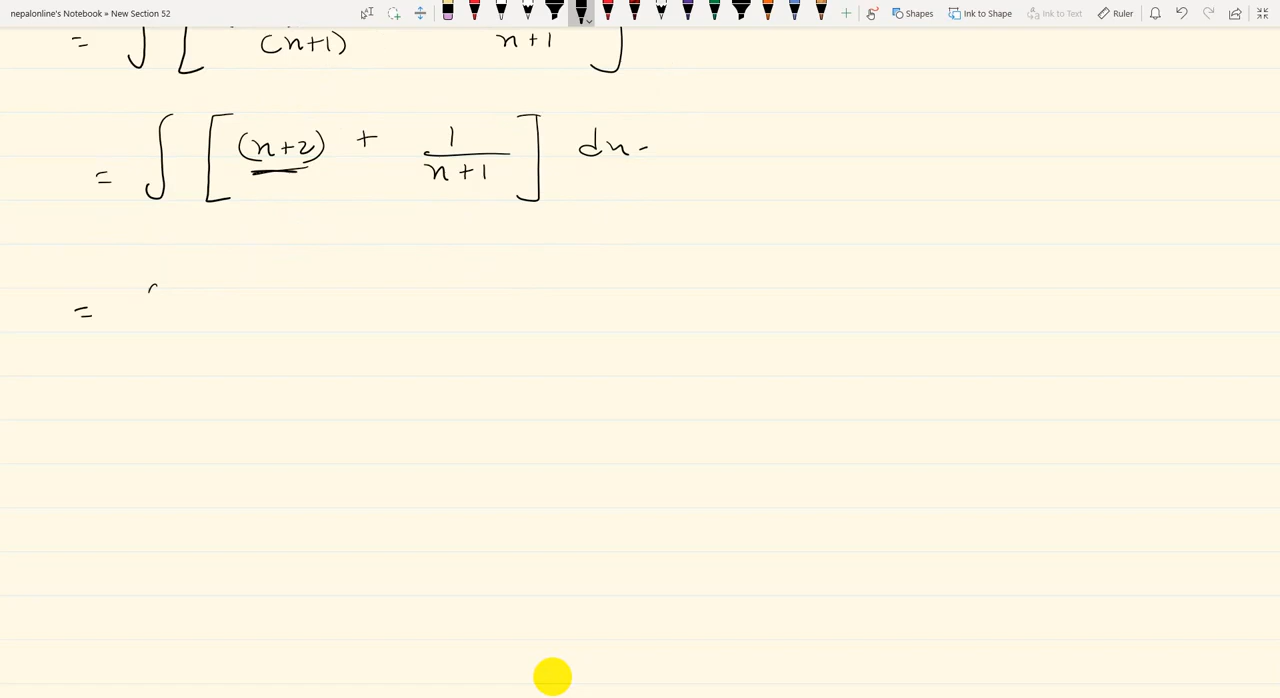 nepalonline's Notebook » New Section 52
Shapes
Ink to Shape
Ink to Text
Ruler
= ∫ [ (n+1) n+1 ]
= ∫ [ (n+2) + 1/(n+1) ] dn
=